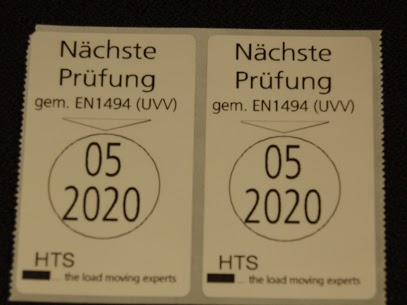 Nächste
Prüfung
gem. EN1494 (UVV)
05
2020
HTS
... the load moving experts
Nächste
Prüfung
gem. EN1494 (UVV)
05
2020
HTS
... the load moving experts